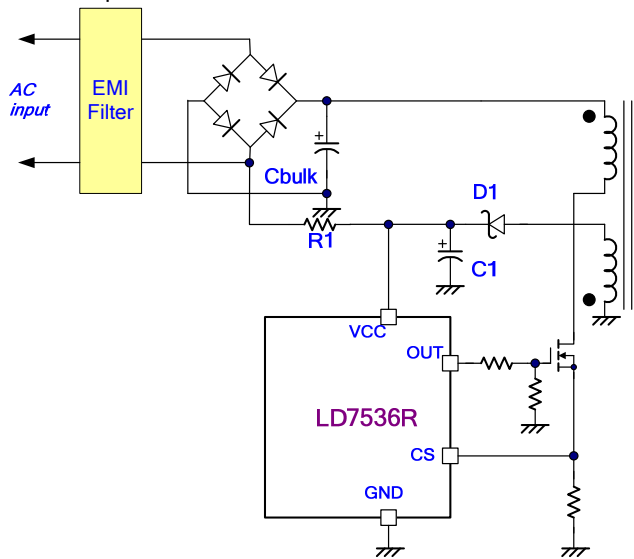 AC
input
EMI
Filter
+
Cbulk
R1
D1
+
C1
VCC
OUT
LD7536R
CS
GND